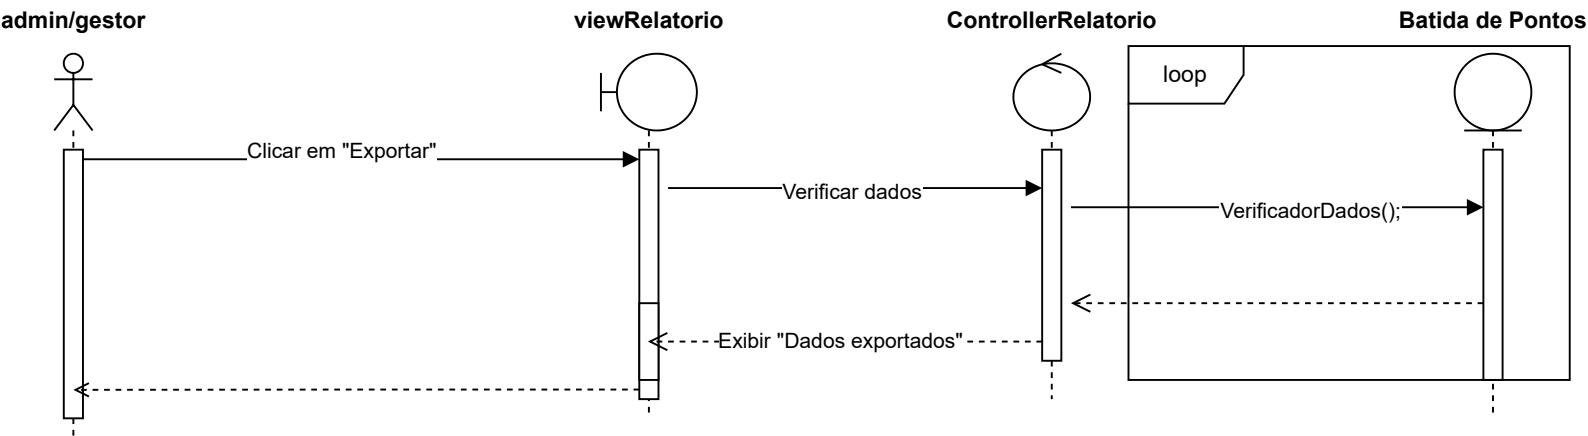 admin/gestor
viewRelatorio
ControllerRelatorio
Batida de Pontos
loop
Clicar em "Exportar"
Verificar dados
VerificadorDados();
Exibir "Dados exportados"